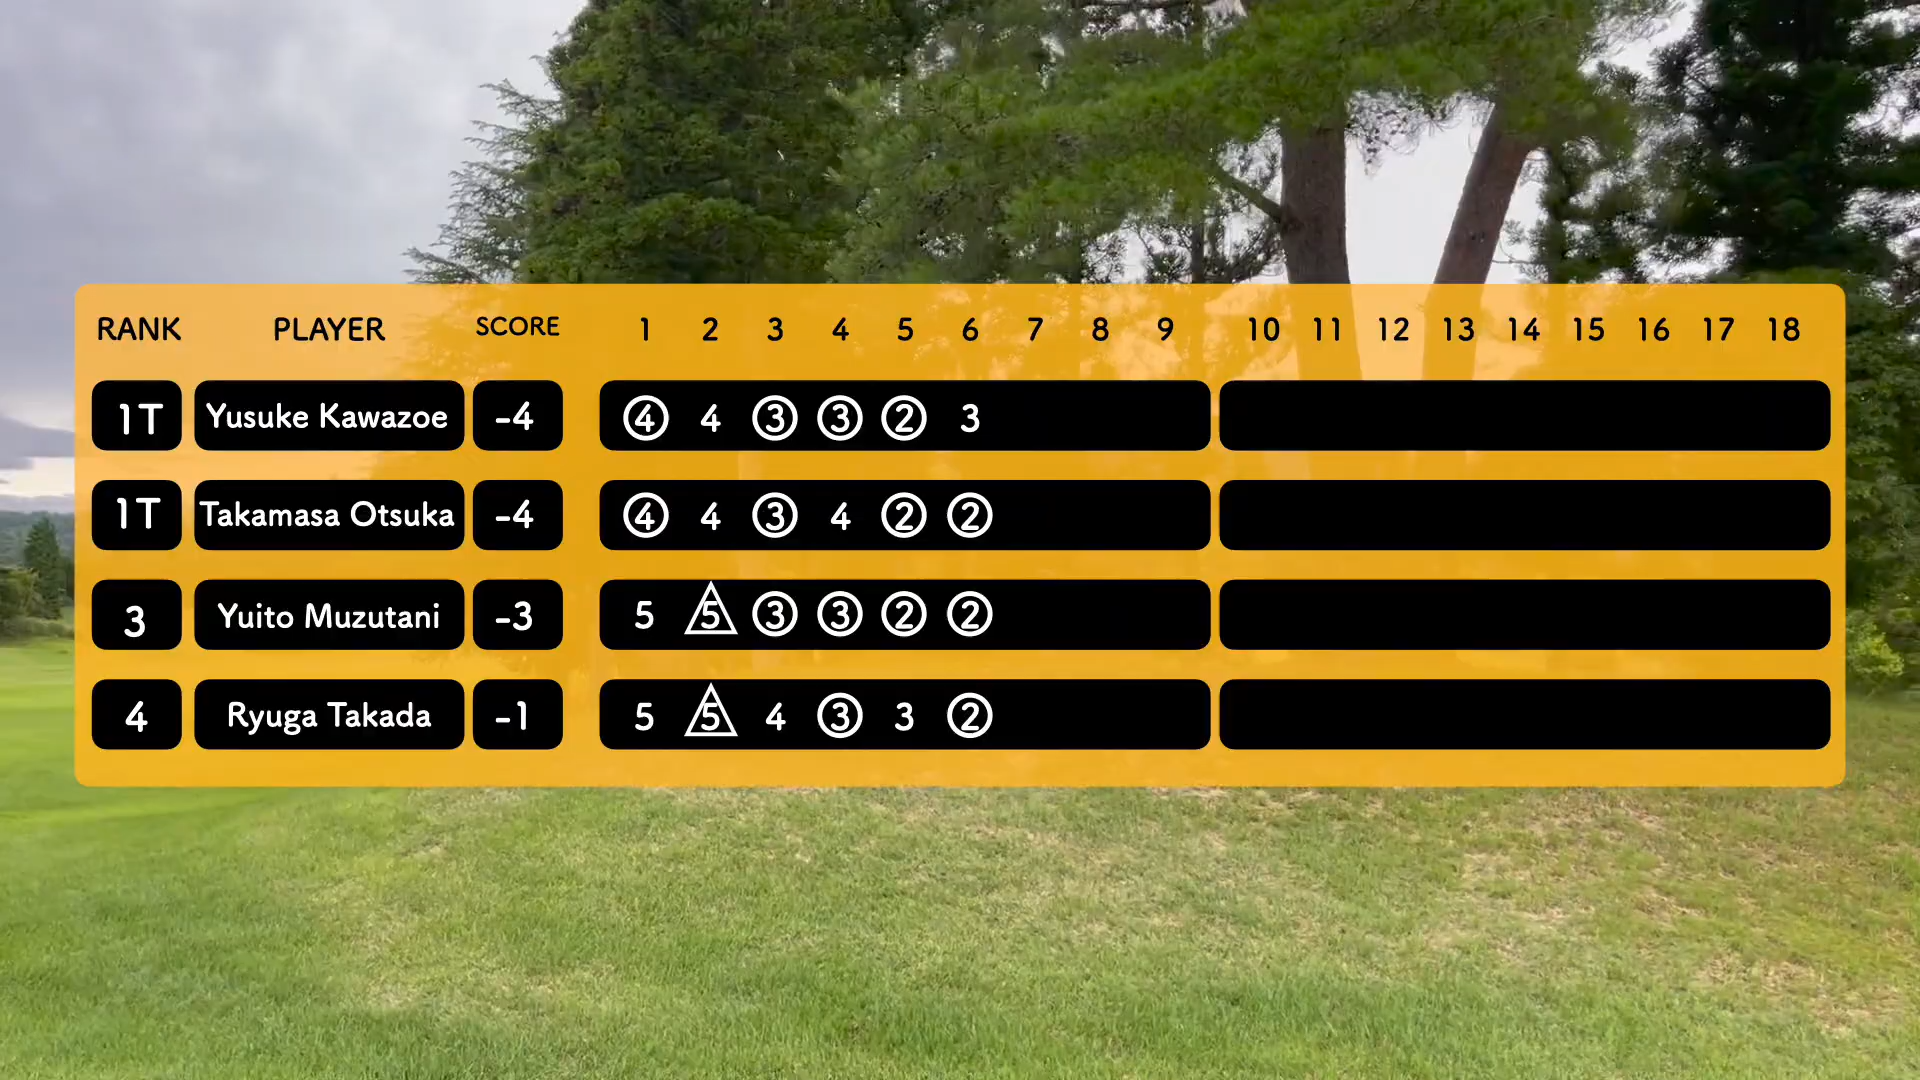 RANK PLAYER SCORE 1 2 3 4 5 6 7 8 9 10 11 12 13 14 15 16 17 18
1T Yusuke Kawazoe -4 4 4 3 3 2 3
1T Takamasa Otsuka -4 4 4 3 4 2 2
3 Yuito Muzutani -3 5 5 3 3 2 2
4 Ryuga Takada -1 5 5 4 3 3 2